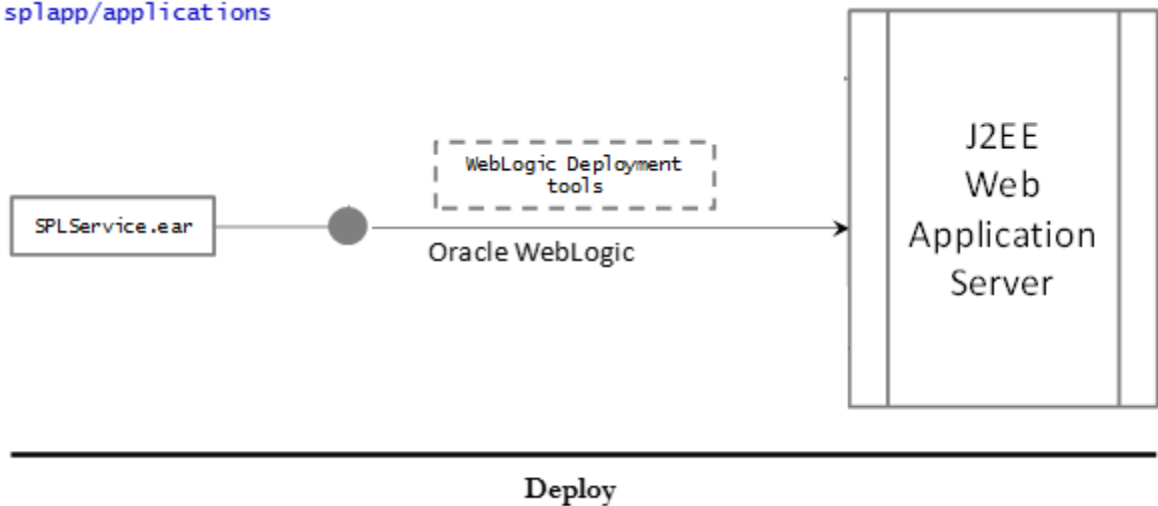 splapp/applications
WebLogic Deployment
tools
SPLService.ear
Oracle WebLogic
J2EE
Web
Application
Server
Deploy